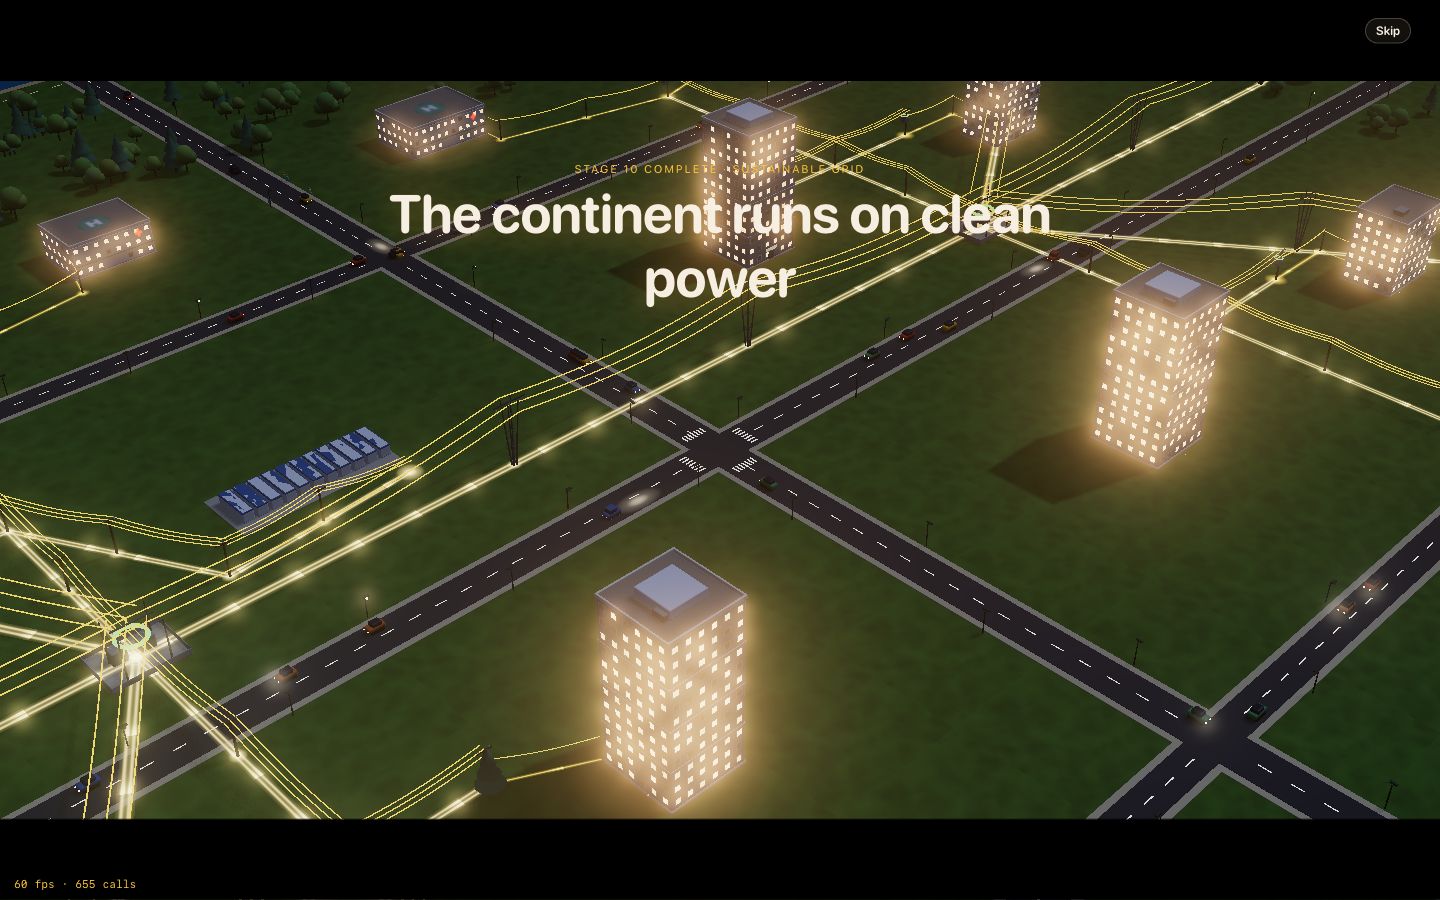 Skip
STAGE 10 COMPLETE · SUSTAINABLE GRID
The continent runs on clean
power
H
H
60 fps · 655 calls